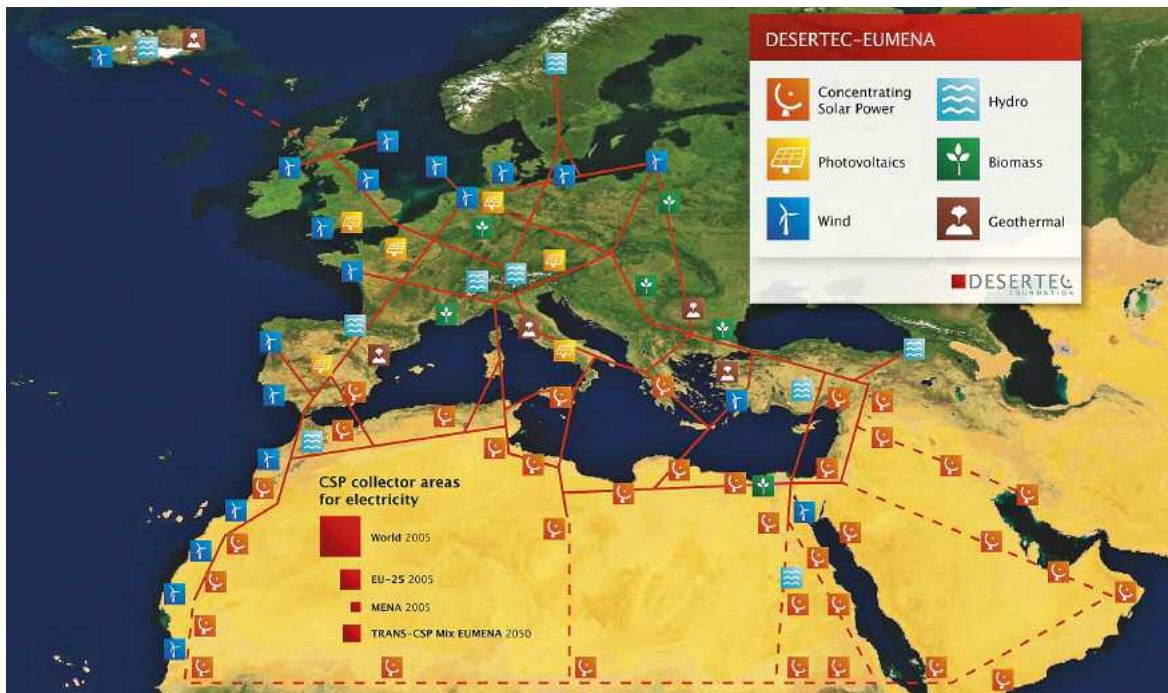 DESERTEC-EUMENA
Concentrating
Solar Power
Hydro
Photovoltaics
Biomass
Wind
Geothermal
DESERTEC
FOUNDATION
CSP collector areas
for electricity
World 2005
EU-25 2005
MENA 2005
TRANS-CSP Mix EUMENA 2050